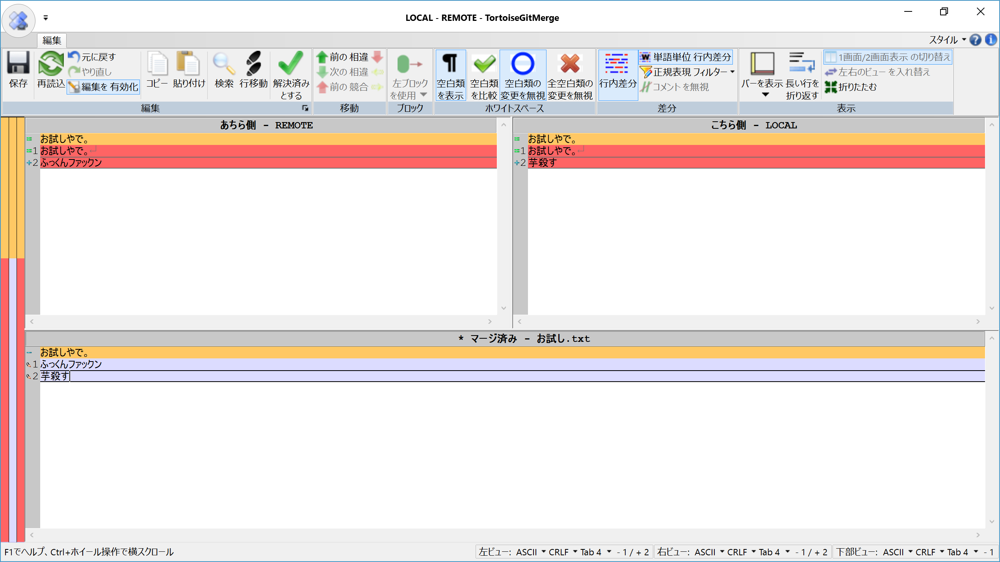 LOCAL - REMOTE - TortoiseGitMerge
編集
スタイル
保存
再読込
元に戻す
やり直し
編集を 有効化
コピー
貼り付け
検索
行移動
解決済み
とする
編集
前の 相違
次の 相違
前の 競合
移動
左ブロック
を使用
ブロック
空白類
を表示
空白類
を比較
空白類の
変更を無視
全空白類の
変更を無視
ホワイトスペース
行内差分
単語単位 行内差分
正規表現 フィルター
コメント を無視
差分
バーを表示
長い行を
折り返す
1画面/2画面表示 の切り替え
左右のビュー を入れ替え
折りたたむ
表示
あちら側 - REMOTE
お試しやで。
1 お試しやで。
2 ふっくんファックン
こちら側 - LOCAL
お試しやで。
1 お試しやで。
2 芋殺す
* マージ済み - お試し.txt
お試しやで。
1 ふっくんファックン
2 芋殺す
F1でヘルプ、Ctrl+ホイール操作で横スクロール
左ビュー: ASCII CRLF Tab 4 - 1 / + 2
右ビュー: ASCII CRLF Tab 4 - 1 / + 2
下部ビュー: ASCII CRLF Tab 4 - 1